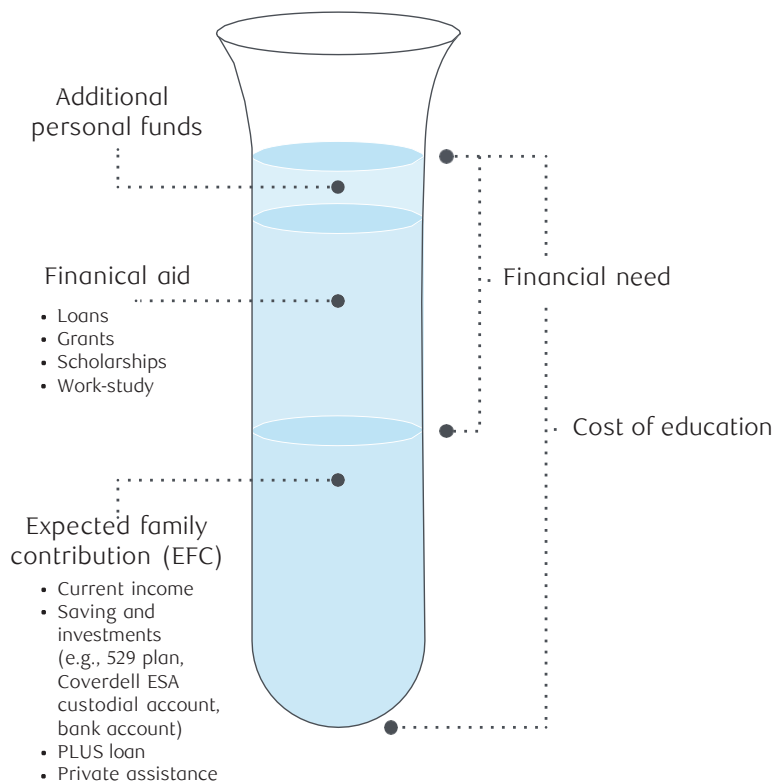 Additional
personal funds
Finanical aid
• Loans
• Grants
• Scholarships
• Work-study
Financial need
Cost of education
Expected family
contribution (EFC)
• Current income
• Saving and
investments
(e.g., 529 plan,
Coverdell ESA
custodial account,
bank account)
• PLUS loan
• Private assistance